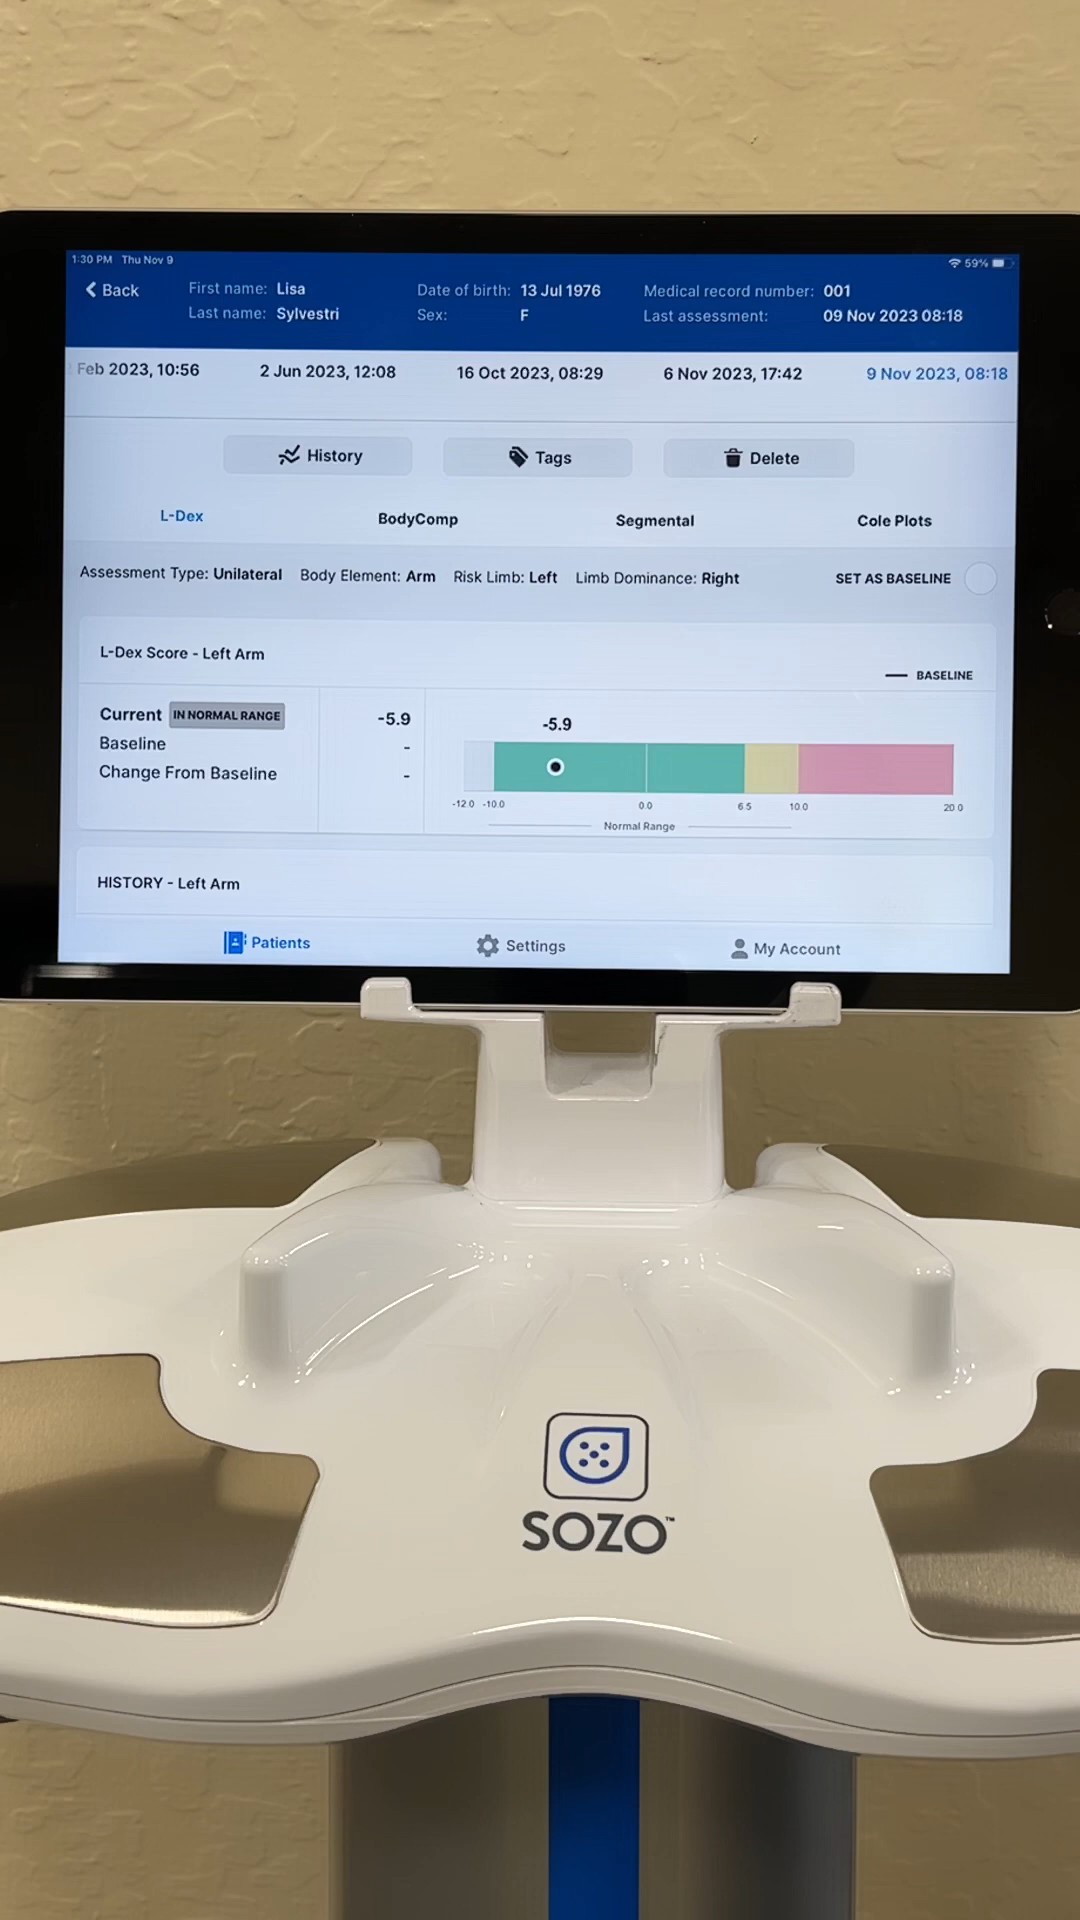 1:30 PM Thu Nov 9
59%
Back
First name: Lisa
Last name: Sylvestri
Date of birth: 13 Jul 1976
Sex: F
Medical record number: 001
Last assessment: 09 Nov 2023 08:18
Feb 2023, 10:56
2 Jun 2023, 12:08
16 Oct 2023, 08:29
6 Nov 2023, 17:42
9 Nov 2023, 08:18
History
Tags
Delete
L-Dex
BodyComp
Segmental
Cole Plots
Assessment Type: Unilateral Body Element: Arm Risk Limb: Left Limb Dominance: Right SET AS BASELINE
L-Dex Score - Left Arm
BASELINE
Current IN NORMAL RANGE -5.9
Baseline -
Change From Baseline -
-5.9
-12.0 -10.0 0.0 6.5 10.0 20.0
Normal Range
HISTORY - Left Arm
Patients
Settings
My Account
SOZO™